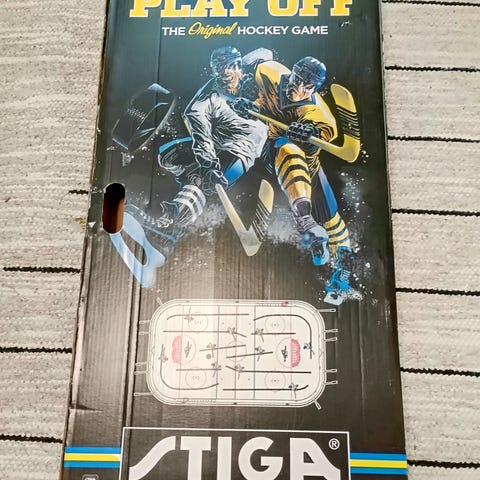 PLAY OFF
THE Original HOCKEY GAME
STIGA®